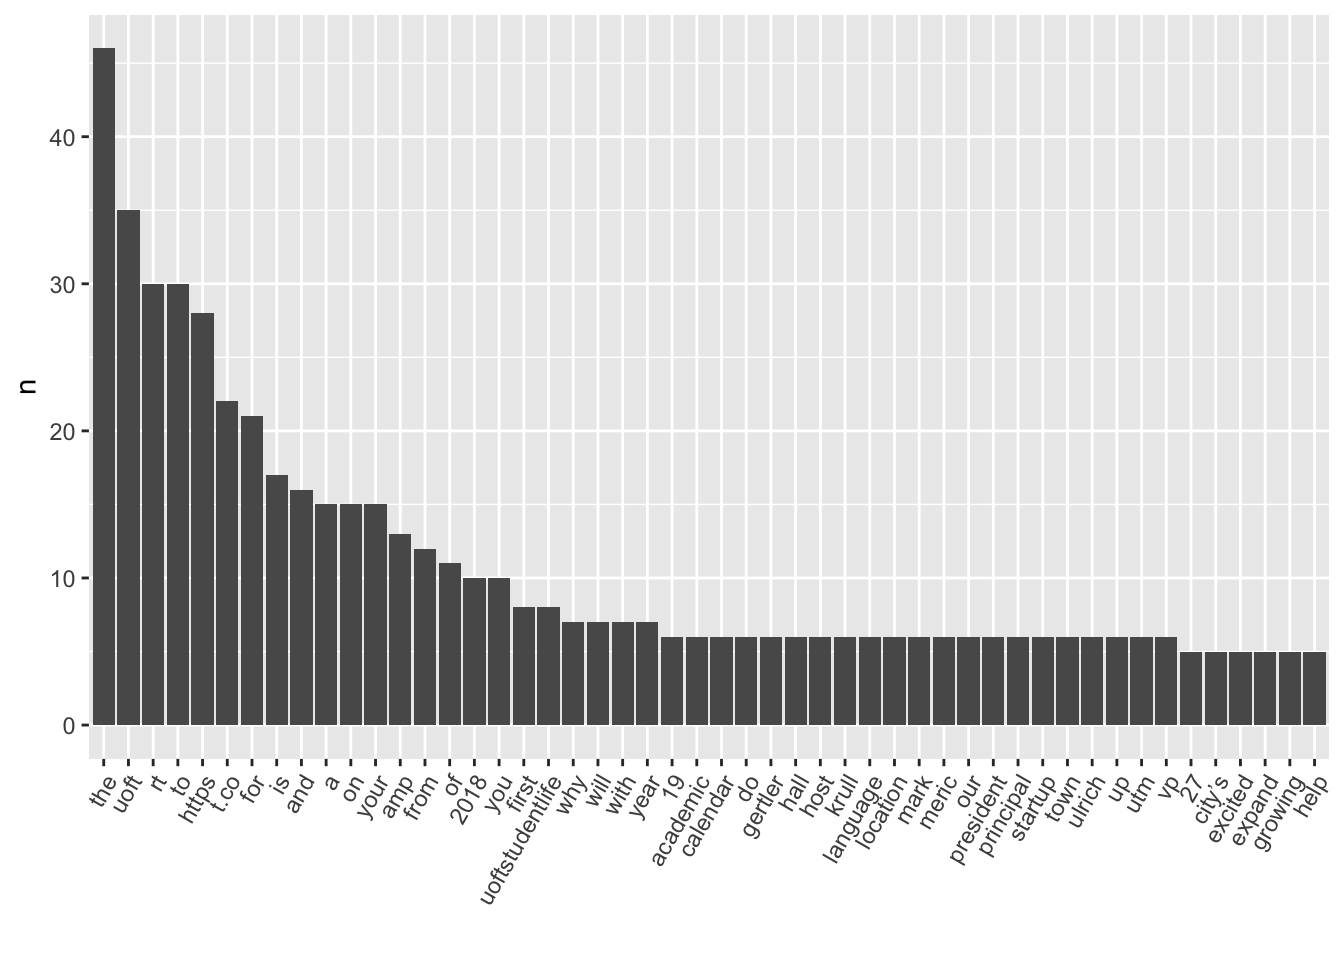 n
40
30
20
10
0
the
uoft
rt
to
https
t.co
for
is
and
a
on
your
amp
from
of
2018
you
first
uoftstudentlife
why
will
with
year
19
academic
calendar
do
gertler
hall
host
krull
language
location
mark
meric
our
president
principal
startup
town
ulrich
up
utm
vp
27
city's
excited
expand
growing
help